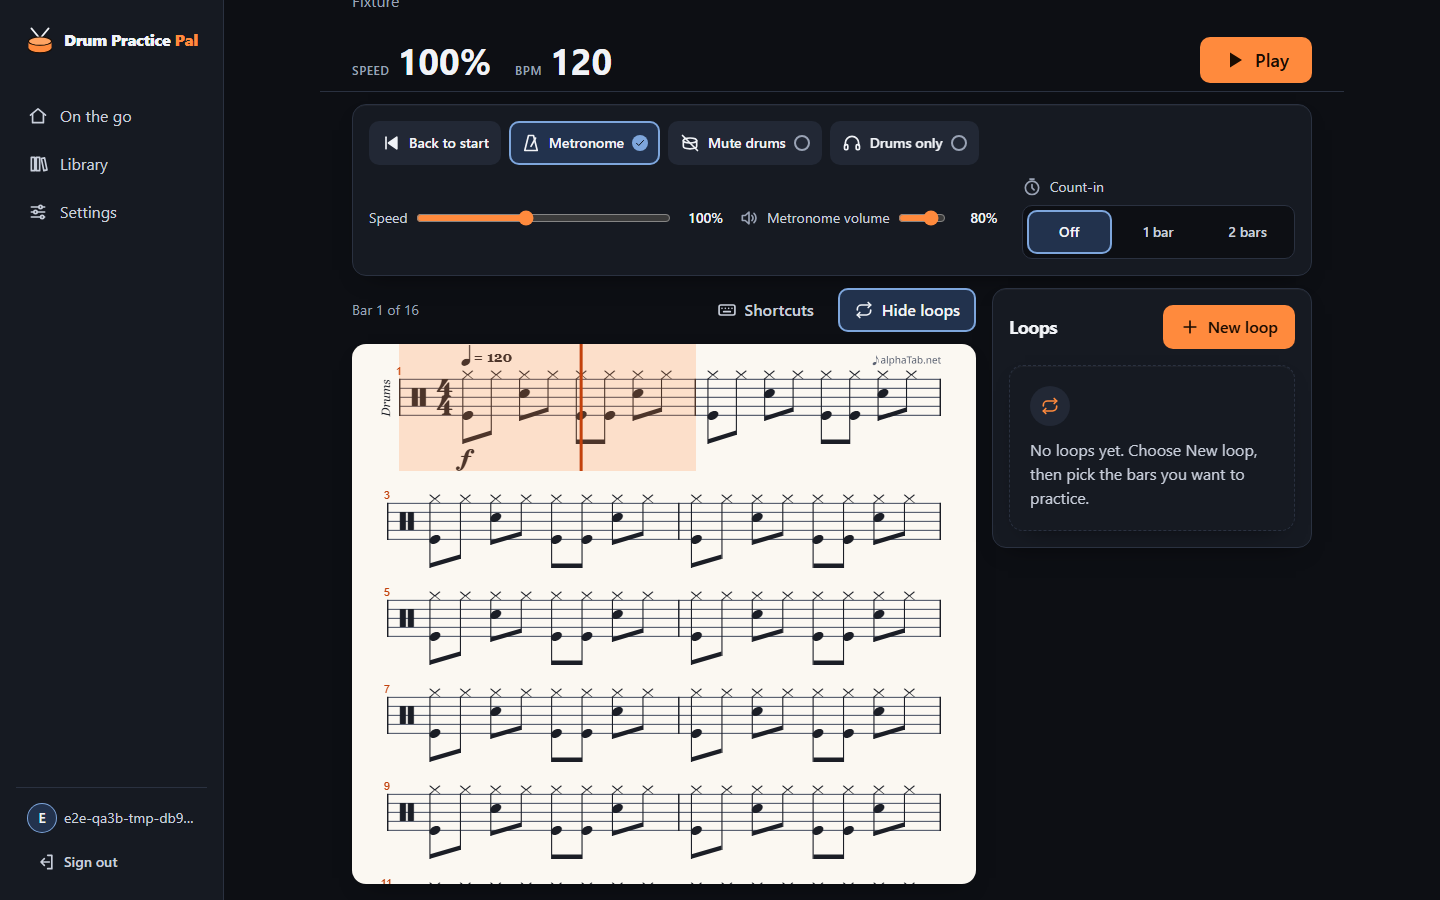 Drum Practice Pal
On the go
Library
Settings
e2e-qa3b-tmp-db9...
Sign out
Fixture
SPEED 100% BPM 120
Play
Back to start
Metronome
Mute drums
Drums only
Speed
100%
Metronome volume
80%
Count-in
Off
1 bar
2 bars
Bar 1 of 16
Shortcuts
Hide loops
= 120
alphaTab.net
1
Drums
4
4
f
3
5
7
9
11
Loops
New loop
No loops yet. Choose New loop,
then pick the bars you want to
practice.